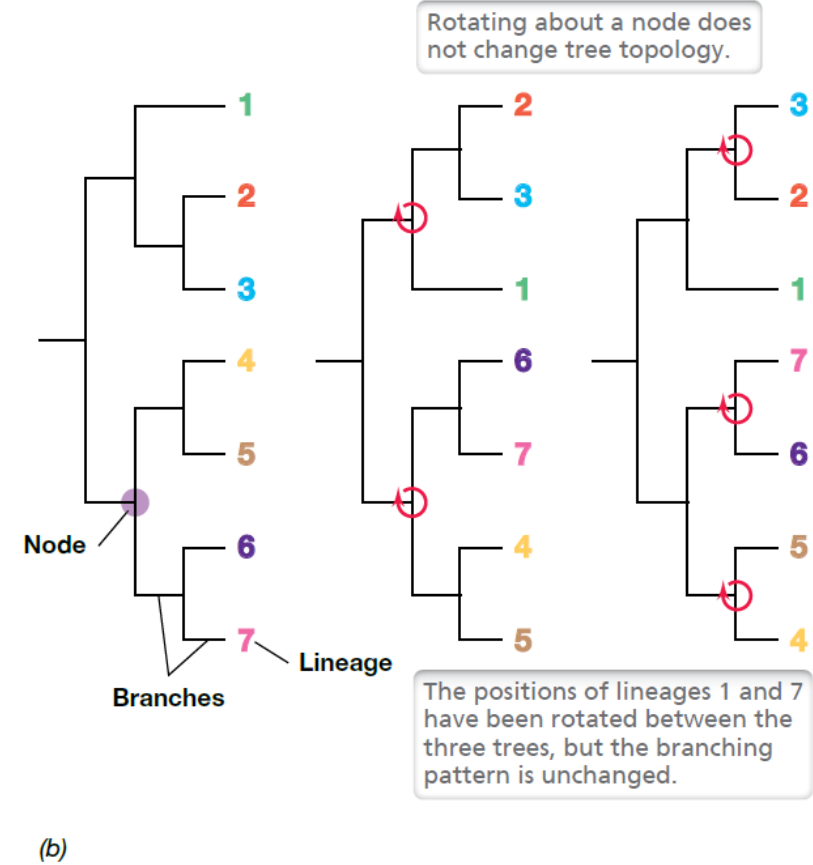 Rotating about a node does
not change tree topology.
1
2
3
4
5
6
7
Node
Branches
Lineage
2
3
1
6
7
4
5
3
2
1
7
6
5
4
The positions of lineages 1 and 7
have been rotated between the
three trees, but the branching
pattern is unchanged.
(b)